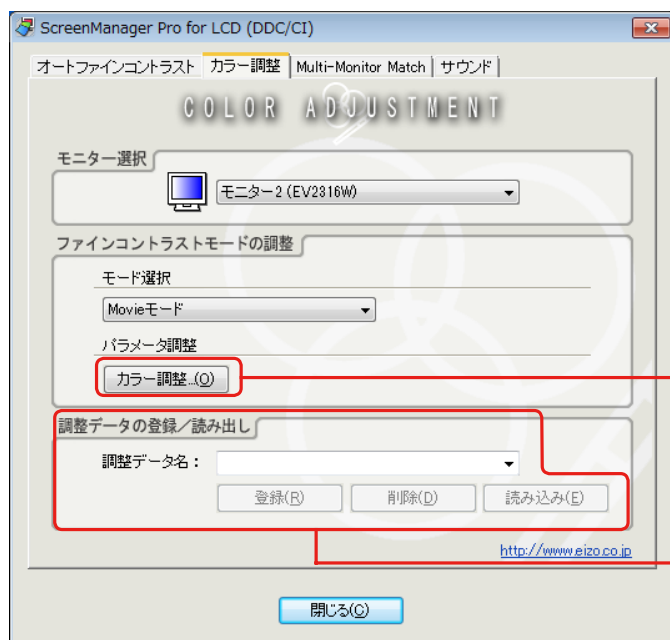 ScreenManager Pro for LCD (DDC/CI)
オートファインコントラスト カラー調整 Multi-Monitor Match サウンド
COLOR ADJUSTMENT
モニター選択
モニター2 (EV2316W)
ファインコントラストモードの調整
モード選択
Movieモード
パラメータ調整
カラー調整...(O)
調整データの登録／読み出し
調整データ名：
登録(R) 削除(D) 読み込み(E)
http://www.eizo.co.jp
閉じる(C)